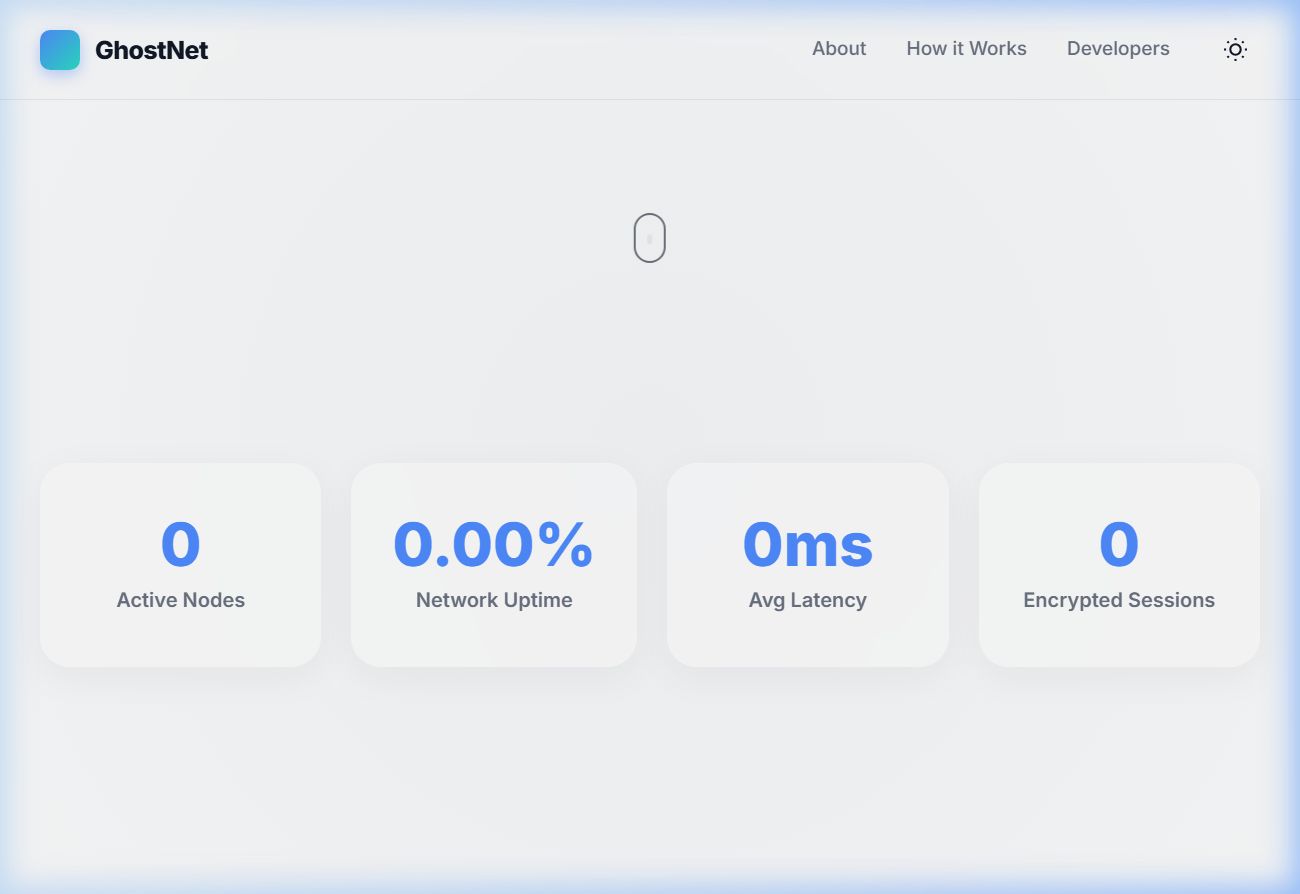 GhostNet
About How it Works Developers
0 0.00% 0ms 0
Active Nodes Network Uptime Avg Latency Encrypted Sessions